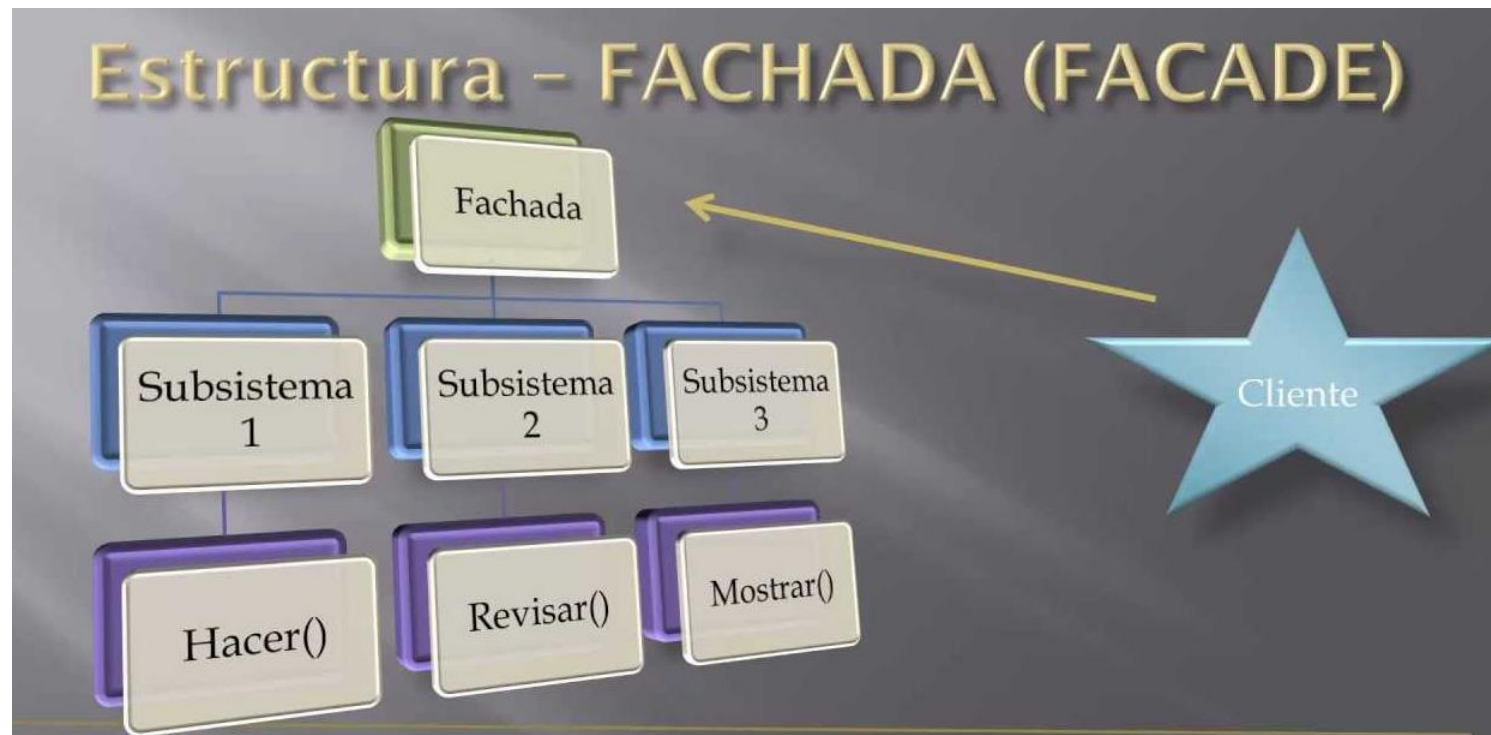 Estructura – FACHADA (FACADE)
Fachada
Cliente
Subsistema
1
Subsistema
2
Subsistema
3
Hacer()
Revisar()
Mostrar()